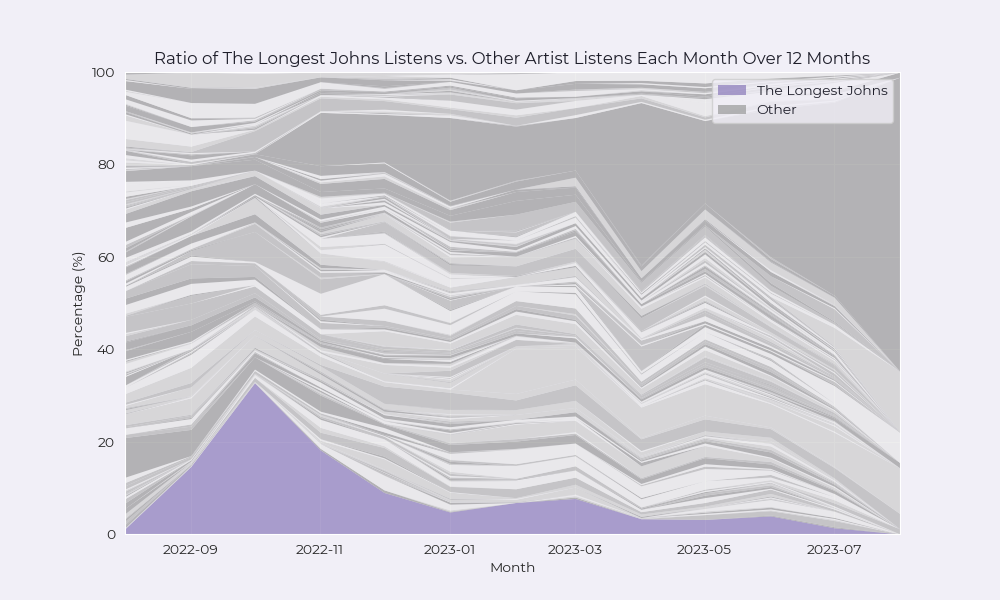 Ratio of The Longest Johns Listens vs. Other Artist Listens Each Month Over 12 Months
100
80
60
40
20
0
Percentage (%)
The Longest Johns
Other
2022-09 2022-11 2023-01 2023-03 2023-05 2023-07
Month